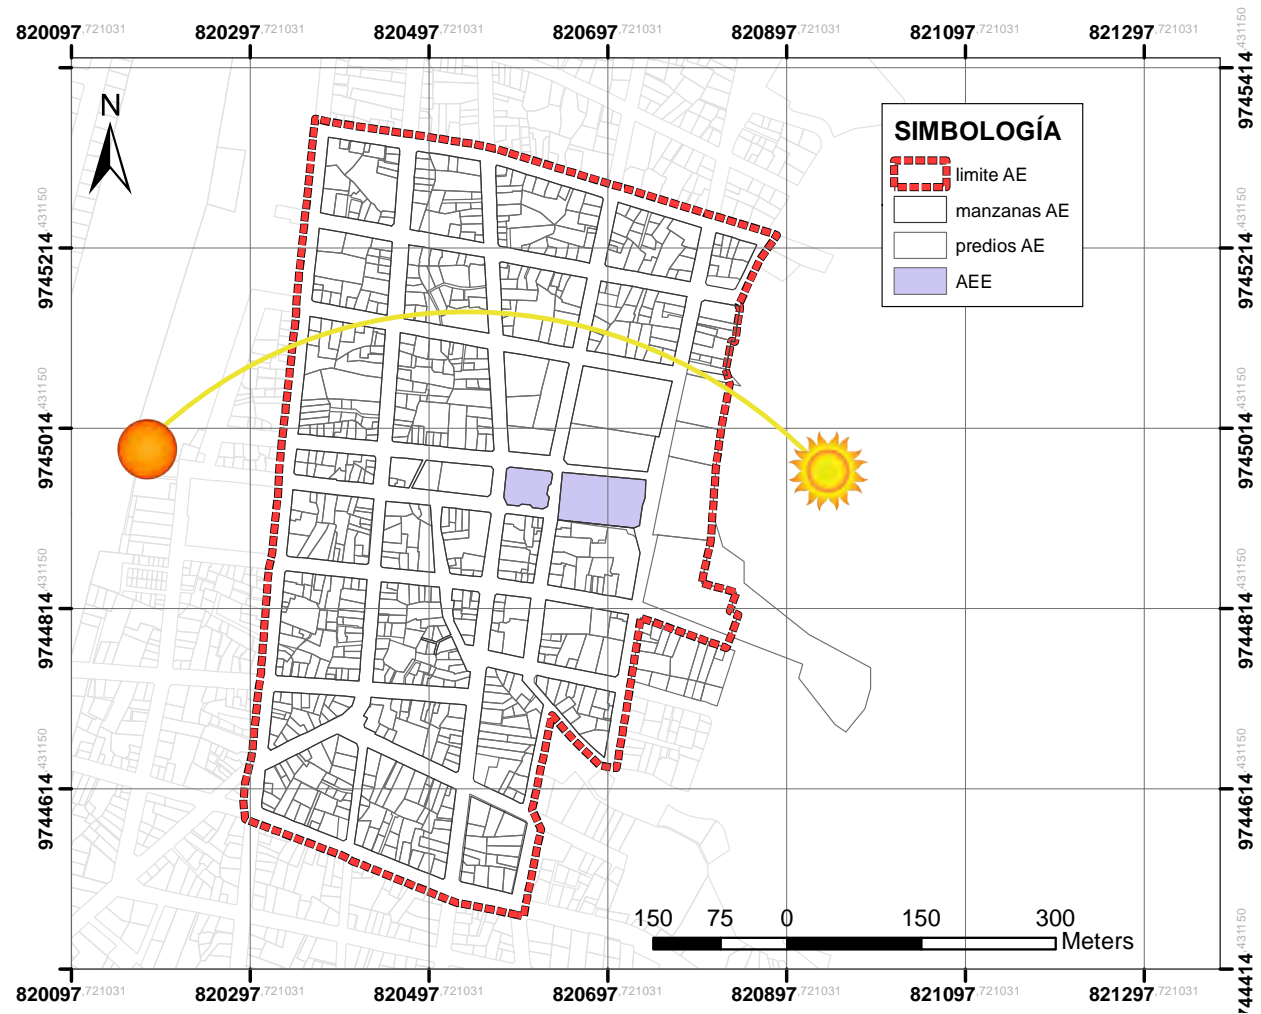 820097,721031 820297,721031 820497,721031 820697,721031 820897,721031 821097,721031 821297,721031
N
SIMBOLOGÍA
limite AE
manzanas AE
predios AE
AEE
9745414,431150
9745214,431150
9745214,431150
9745014,431150
9745014,431150
9744814,431150
9744814,431150
9744614,431150
9744614,431150
9744414,431150
150 75 0 150 300
Meters
820097,721031 820297,721031 820497,721031 820697,721031 820897,721031 821097,721031 821297,721031